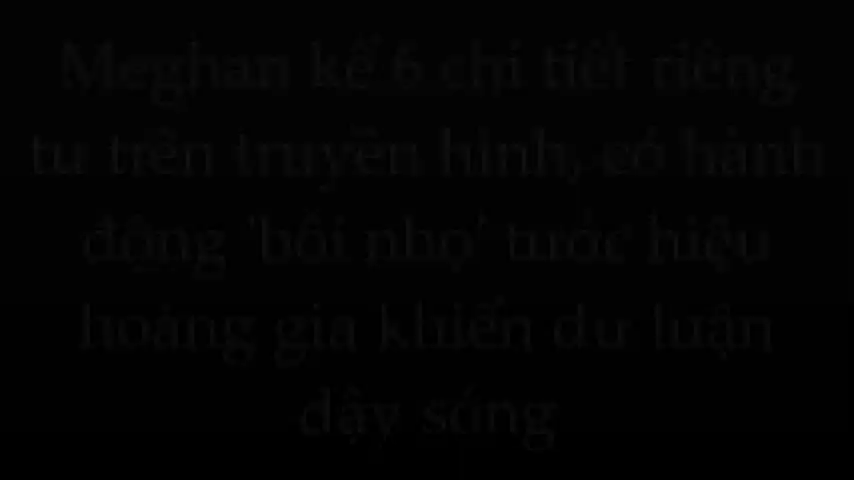 Meghan kể 6 chi tiết riêng
tư trên truyền hình, có hành
động 'bôi nhọ' tước hiệu
hoàng gia khiến dư luận
dậy sóng